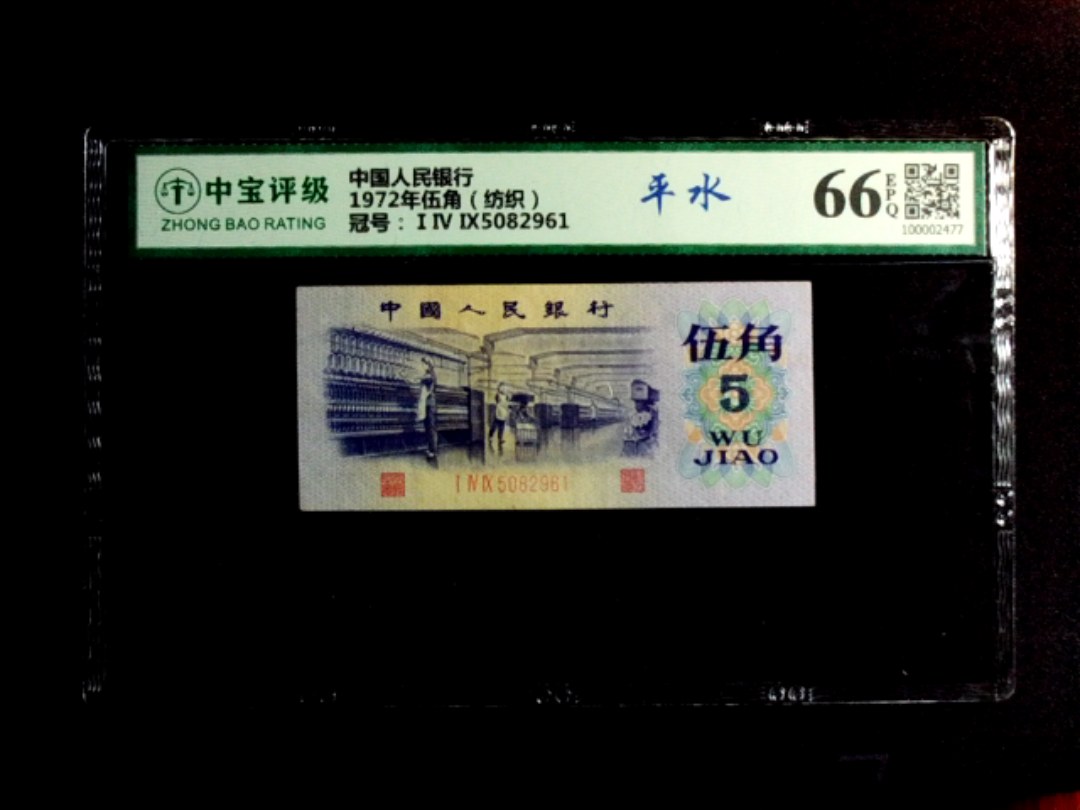 中宝评级
ZHONG BAO RATING
中国人民银行
1972年伍角（纺织）
冠号：Ⅰ Ⅳ Ⅸ5082961
平水
66
EPQ
100002477
中國人民銀行
伍角
5
WU
JIAO
Ⅰ Ⅳ Ⅸ 5082961